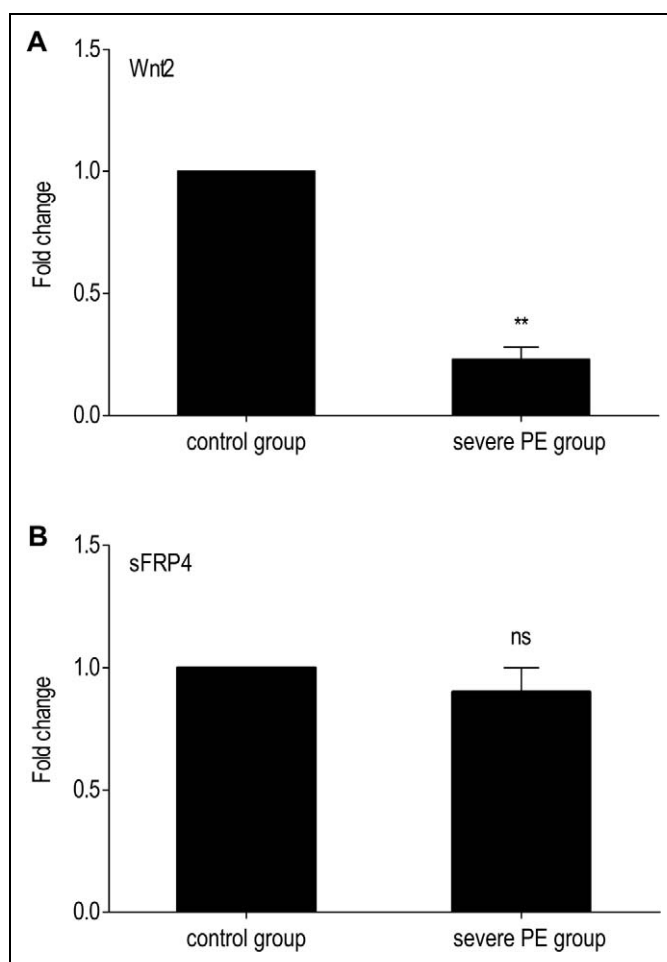 A
Wnt2
1.5
1.0
0.5
0.0
Fold change
**
control group
severe PE group
B
sFRP4
1.5
1.0
0.5
0.0
Fold change
ns
control group
severe PE group